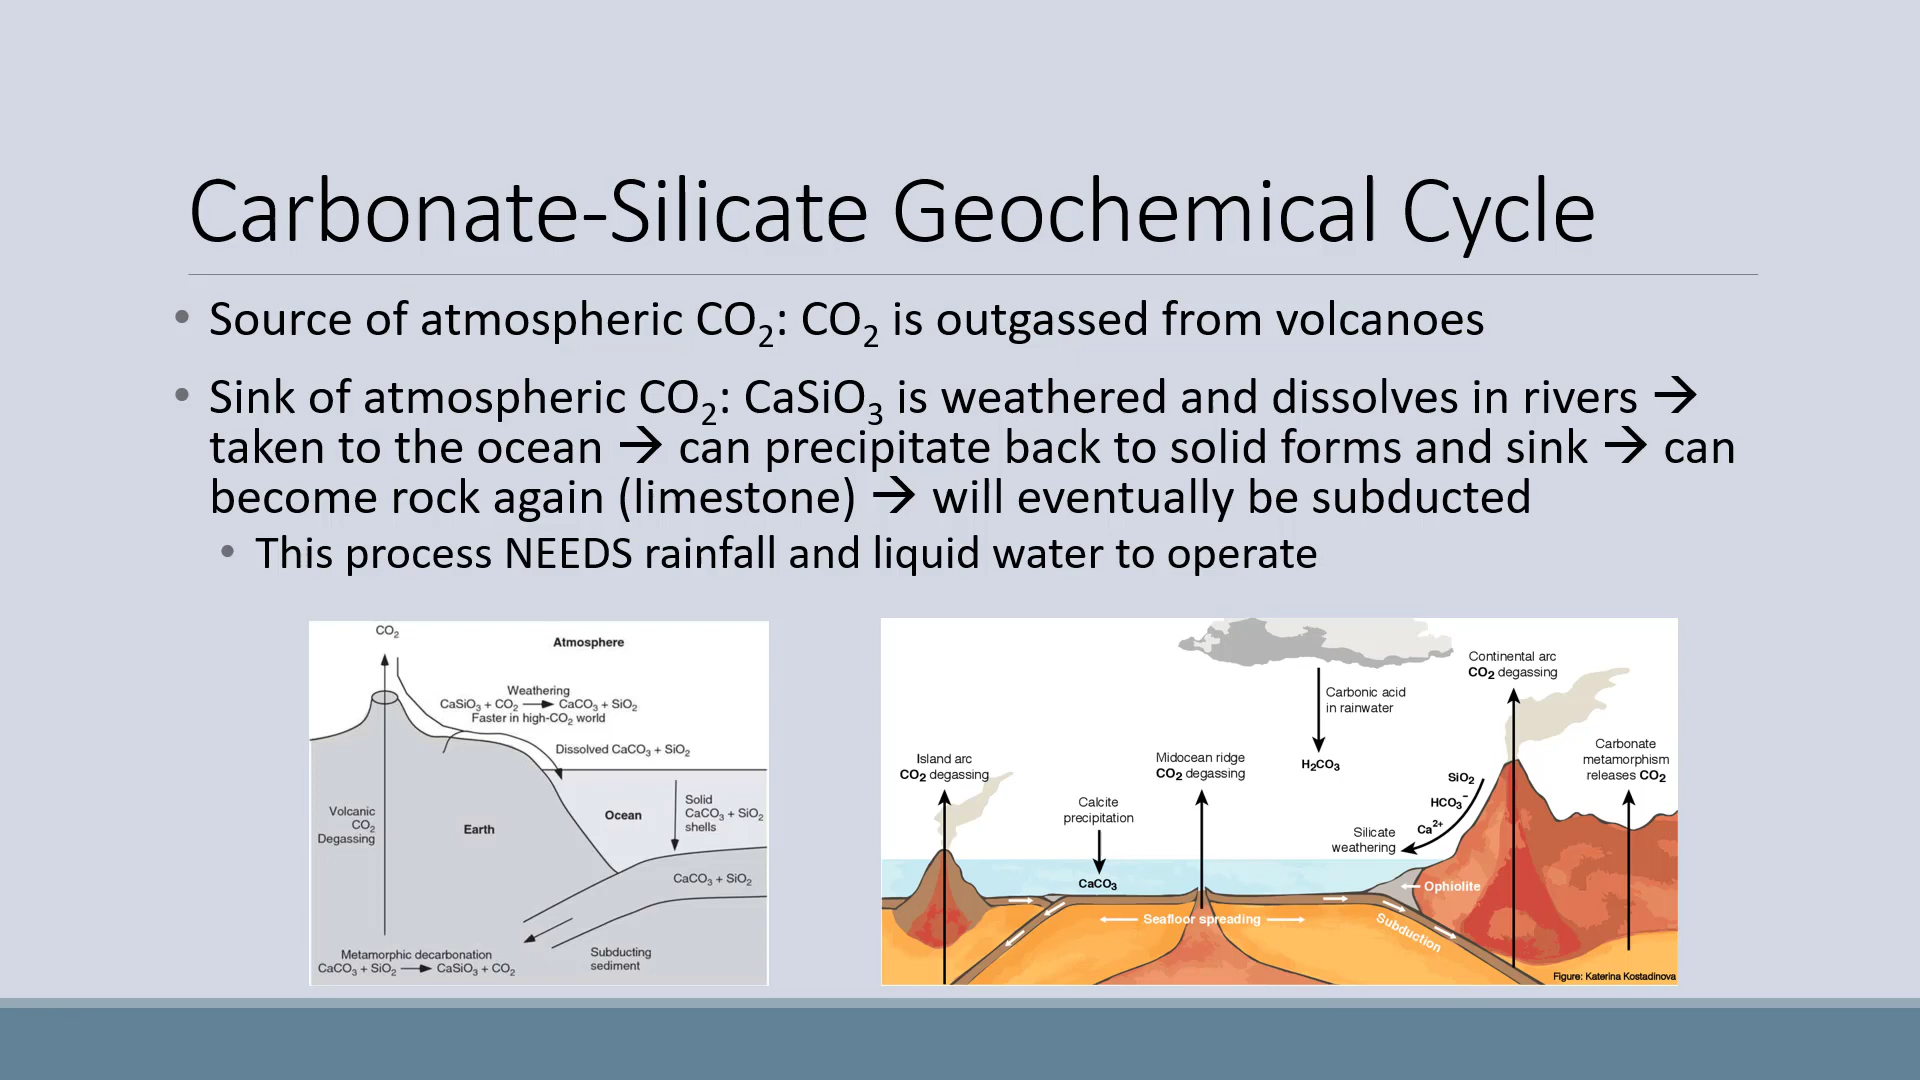 Carbonate-Silicate Geochemical Cycle
• Source of atmospheric CO₂: CO₂ is outgassed from volcanoes
• Sink of atmospheric CO₂: CaSiO₃ is weathered and dissolves in rivers →
taken to the ocean → can precipitate back to solid forms and sink → can
become rock again (limestone) → will eventually be subducted
• This process NEEDS rainfall and liquid water to operate
CO₂
Atmosphere
Weathering
CaSiO₃ + CO₂ → CaCO₃ + SiO₂
Faster in high-CO₂ world
Dissolved CaCO₃ + SiO₂
Volcanic
CO₂
Degassing
Earth
Ocean
Solid
CaCO₃ + SiO₂
shells
CaCO₃ + SiO₂
Metamorphic decarbonation
CaCO₃ + SiO₂ → CaSiO₃ + CO₂
Subducting
sediment
Island arc
CO₂ degassing
Calcite
precipitation
CaCO₃
Midocean ridge
CO₂ degassing
Carbonic acid
in rainwater
H₂CO₃
Continental arc
CO₂ degassing
SiO₂
HCO₃⁻
Ca²⁺
Silicate
weathering
Carbonate
metamorphism
releases CO₂
Ophiolite
Seafloor spreading
Subduction
Figure: Katerina Kostadinova